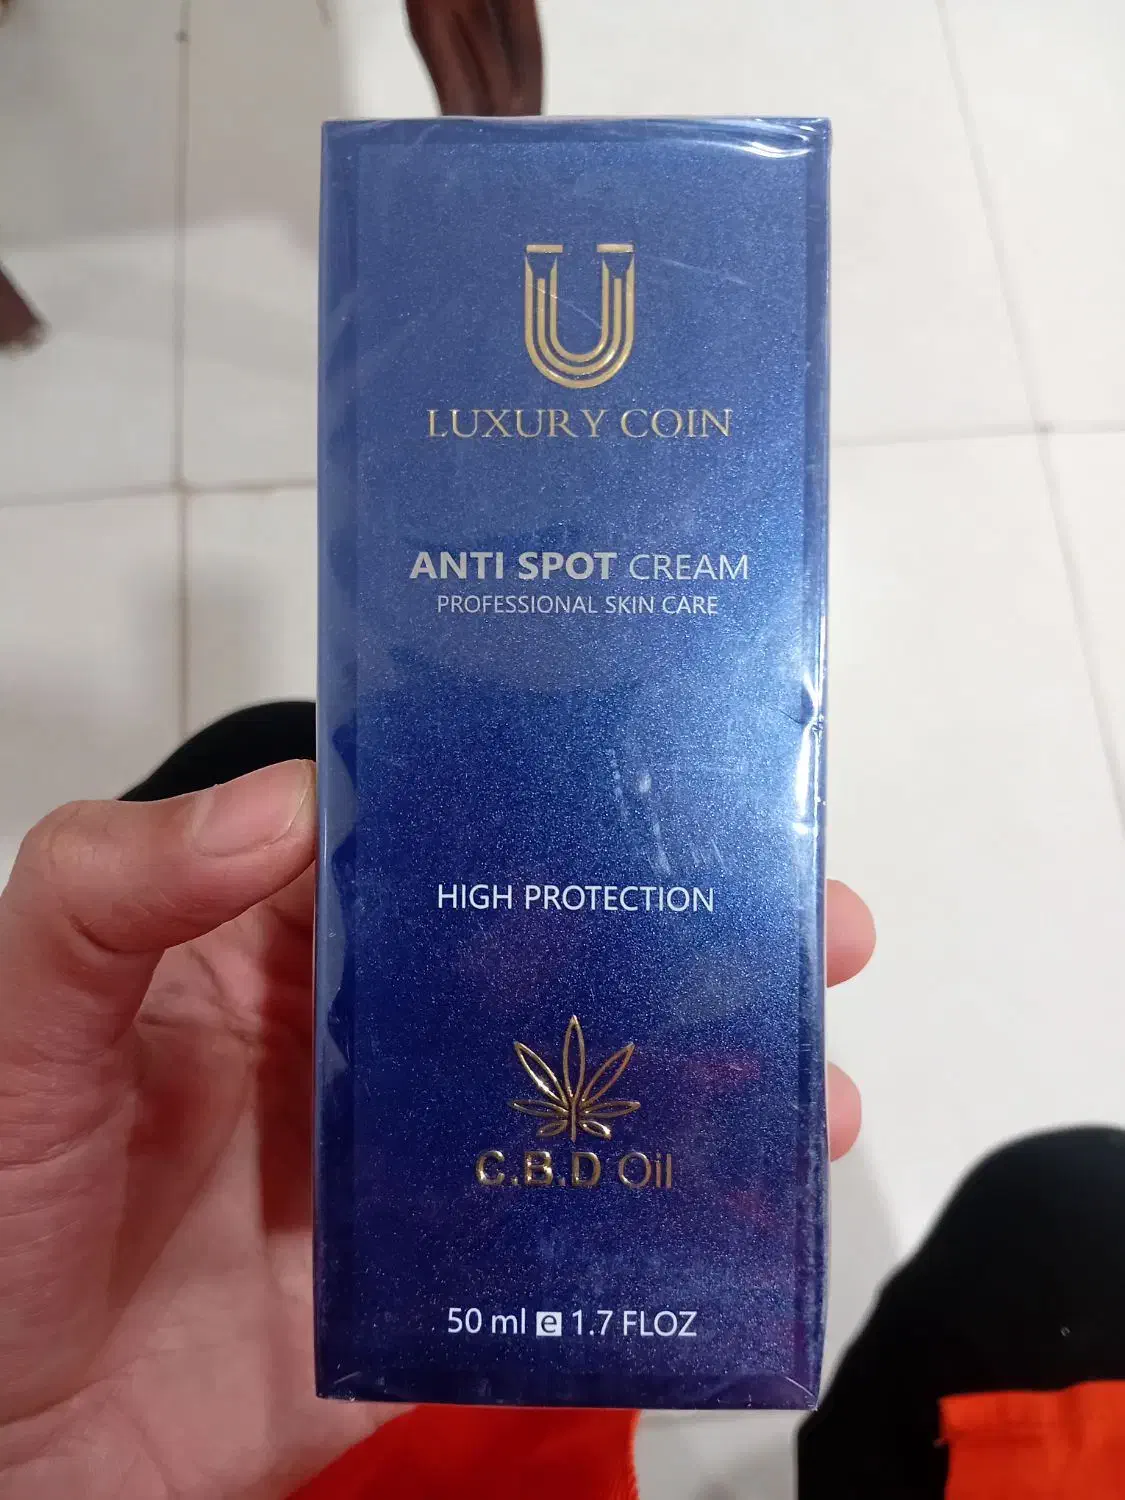 LUXURY COIN
ANTI SPOT CREAM
PROFESSIONAL SKIN CARE
HIGH PROTECTION
C.B.D Oil
50 ml e 1.7 FLOZ